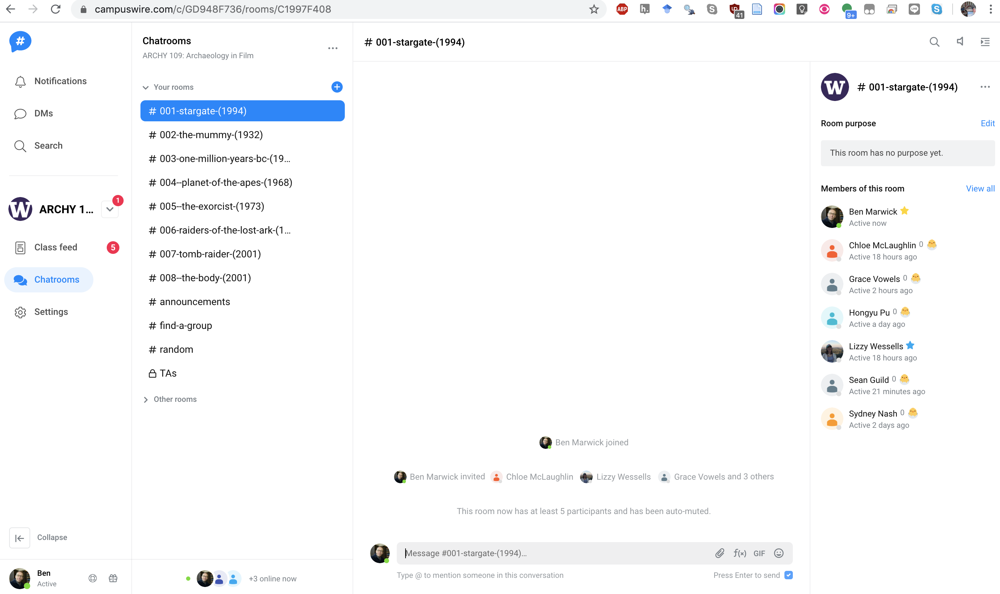 campuswire.com/c/GD948F736/rooms/C1997F408
ABP
h.
S
UD
41
9+
LINE
S
#
Notifications
DMs
Search
W
ARCHY 1...
1
Class feed
5
Chatrooms
Settings
Collapse
Ben
Active
Chatrooms
ARCHY 109: Archaeology in Film
Your rooms
# 001-stargate-(1994)
# 002-the-mummy-(1932)
# 003-one-million-years-bc-(19...
# 004--planet-of-the-apes-(1968)
# 005--the-exorcist-(1973)
# 006-raiders-of-the-lost-ark-(1...
# 007-tomb-raider-(2001)
# 008--the-body-(2001)
# announcements
# find-a-group
# random
TAs
Other rooms
+3 online now
# 001-stargate-(1994)
Ben Marwick joined
Ben Marwick invited Chloe McLaughlin Lizzy Wessells Grace Vowels and 3 others
This room now has at least 5 participants and has been auto-muted.
Message #001-stargate-(1994)...
f(x)
GIF
Type @ to mention someone in this conversation
Press Enter to send
W
# 001-stargate-(1994)
Room purpose
Edit
This room has no purpose yet.
Members of this room
View all
Ben Marwick
Active now
Chloe McLaughlin 0
Active 18 hours ago
Grace Vowels 0
Active 2 hours ago
Hongyu Pu 0
Active a day ago
Lizzy Wessells
Active 18 hours ago
Sean Guild 0
Active 21 minutes ago
Sydney Nash 0
Active 2 days ago